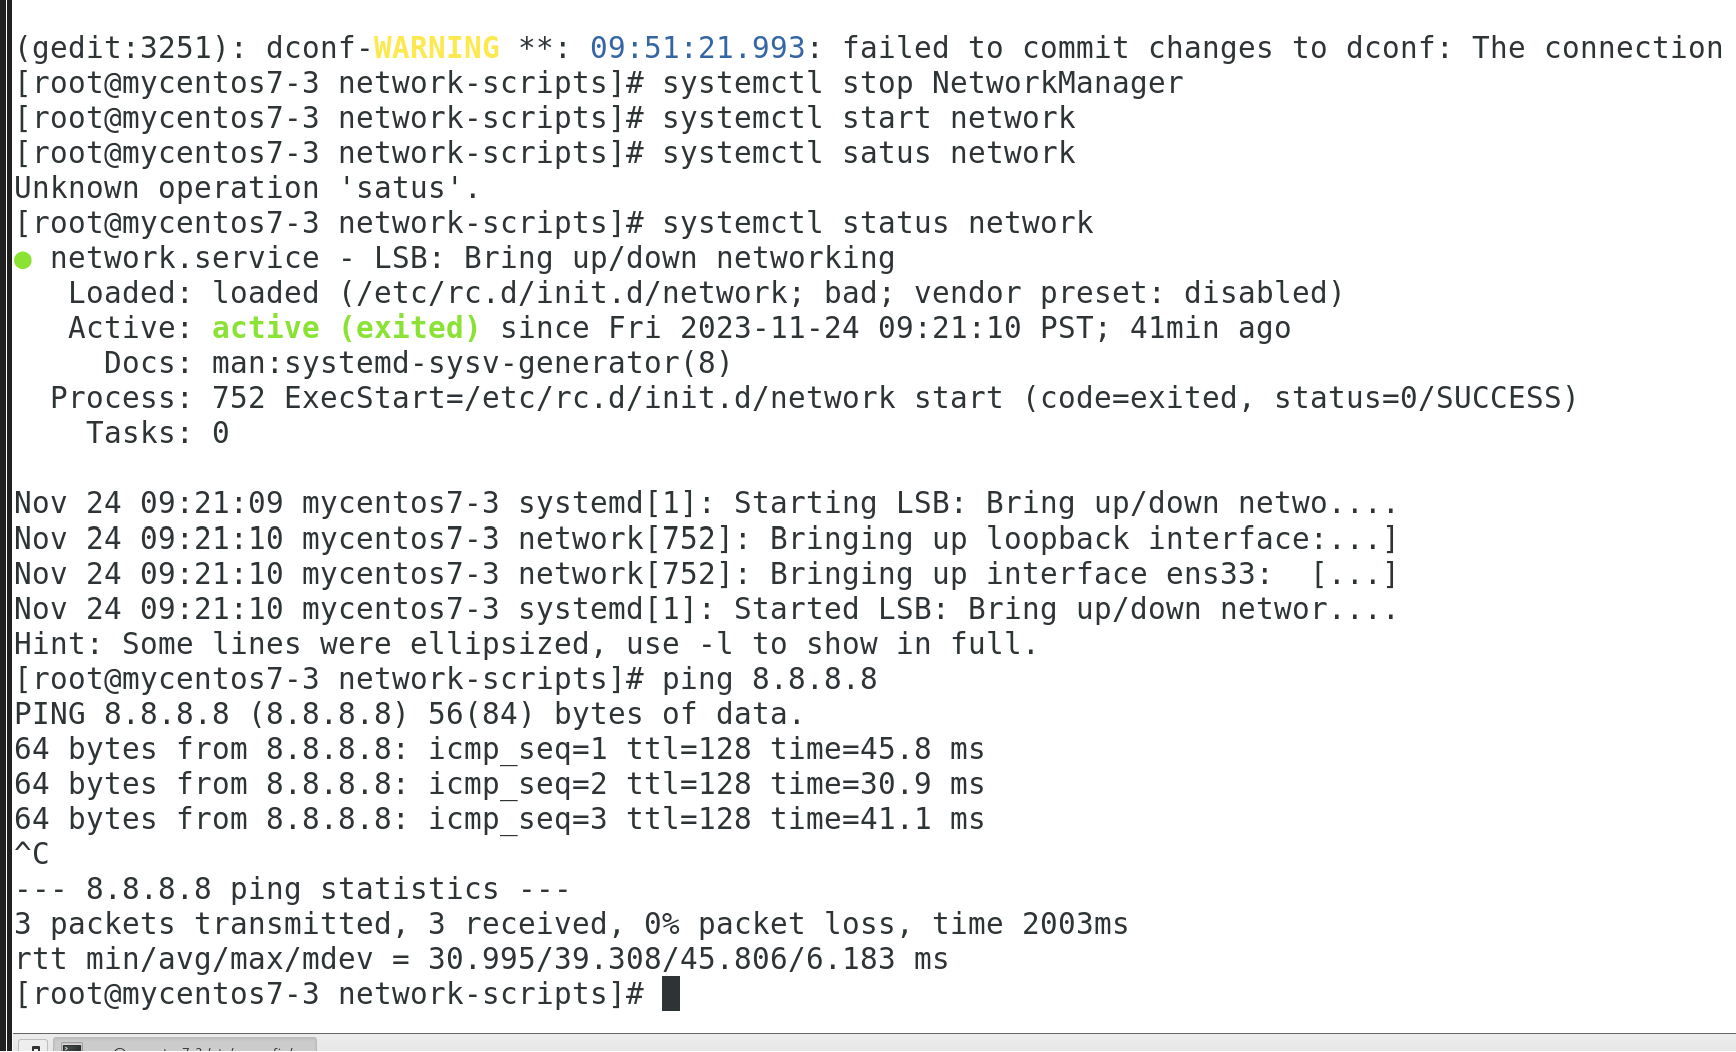 (gedit:3251): dconf-WARNING **: 09:51:21.993: failed to commit changes to dconf: The connection
[root@mycentos7-3 network-scripts]# systemctl stop NetworkManager
[root@mycentos7-3 network-scripts]# systemctl start network
[root@mycentos7-3 network-scripts]# systemctl satus network
Unknown operation 'satus'.
[root@mycentos7-3 network-scripts]# systemctl status network
● network.service - LSB: Bring up/down networking
   Loaded: loaded (/etc/rc.d/init.d/network; bad; vendor preset: disabled)
   Active: active (exited) since Fri 2023-11-24 09:21:10 PST; 41min ago
     Docs: man:systemd-sysv-generator(8)
  Process: 752 ExecStart=/etc/rc.d/init.d/network start (code=exited, status=0/SUCCESS)
    Tasks: 0
Nov 24 09:21:09 mycentos7-3 systemd[1]: Starting LSB: Bring up/down netwo....
Nov 24 09:21:10 mycentos7-3 network[752]: Bringing up loopback interface:...]
Nov 24 09:21:10 mycentos7-3 network[752]: Bringing up interface ens33:  [...]
Nov 24 09:21:10 mycentos7-3 systemd[1]: Started LSB: Bring up/down networ....
Hint: Some lines were ellipsized, use -l to show in full.
[root@mycentos7-3 network-scripts]# ping 8.8.8.8
PING 8.8.8.8 (8.8.8.8) 56(84) bytes of data.
64 bytes from 8.8.8.8: icmp_seq=1 ttl=128 time=45.8 ms
64 bytes from 8.8.8.8: icmp_seq=2 ttl=128 time=30.9 ms
64 bytes from 8.8.8.8: icmp_seq=3 ttl=128 time=41.1 ms
^C
--- 8.8.8.8 ping statistics ---
3 packets transmitted, 3 received, 0% packet loss, time 2003ms
rtt min/avg/max/mdev = 30.995/39.308/45.806/6.183 ms
[root@mycentos7-3 network-scripts]#